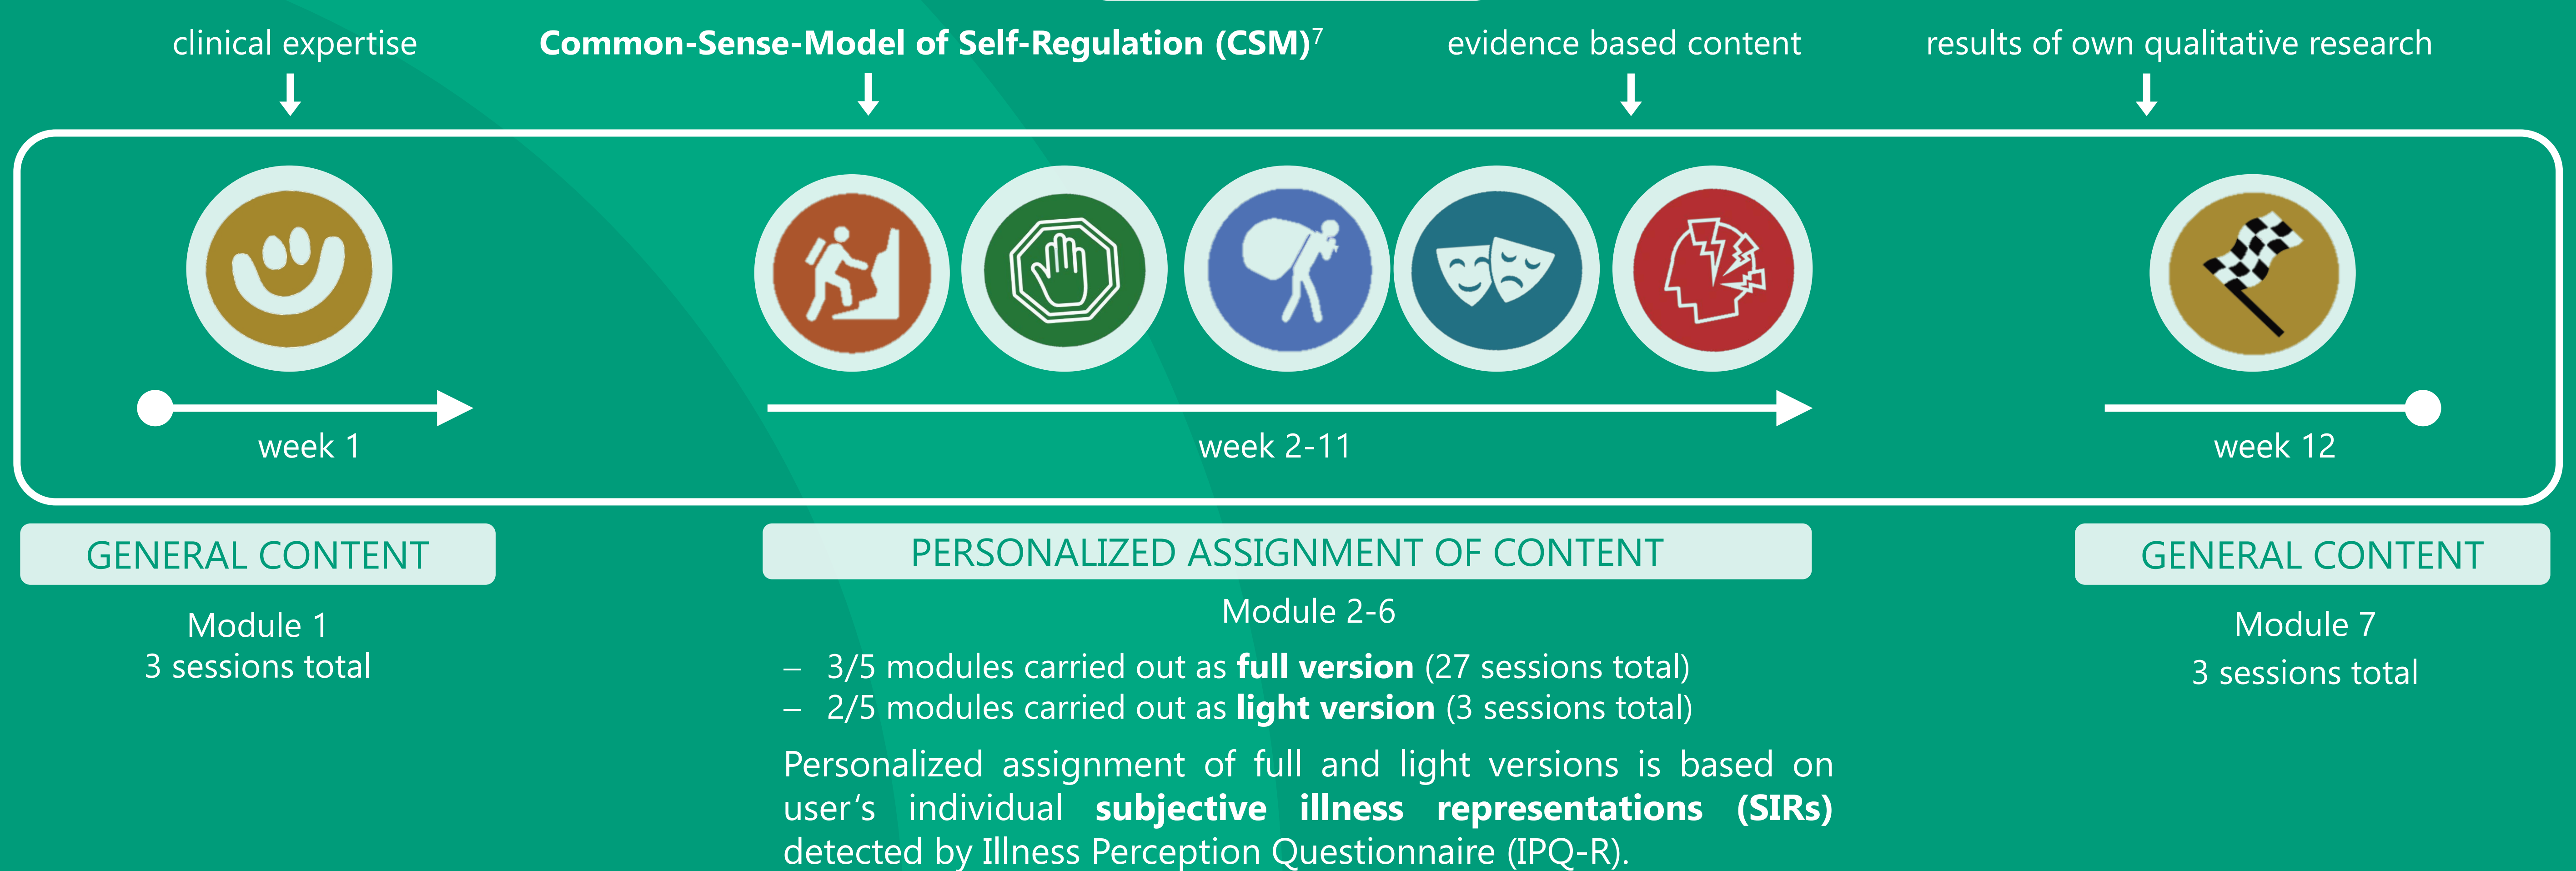 clinical expertise
Common-Sense-Model of Self-Regulation (CSM)7
evidence based content
results of own qualitative research
week 1
week 2-11
week 12
GENERAL CONTENT
Module 1
3 sessions total
PERSONALIZED ASSIGNMENT OF CONTENT
Module 2-6
– 3/5 modules carried out as full version (27 sessions total)
– 2/5 modules carried out as light version (3 sessions total)
Personalized assignment of full and light versions is based on
user‘s individual subjective illness representations (SIRs)
detected by Illness Perception Questionnaire (IPQ-R).
GENERAL CONTENT
Module 7
3 sessions total